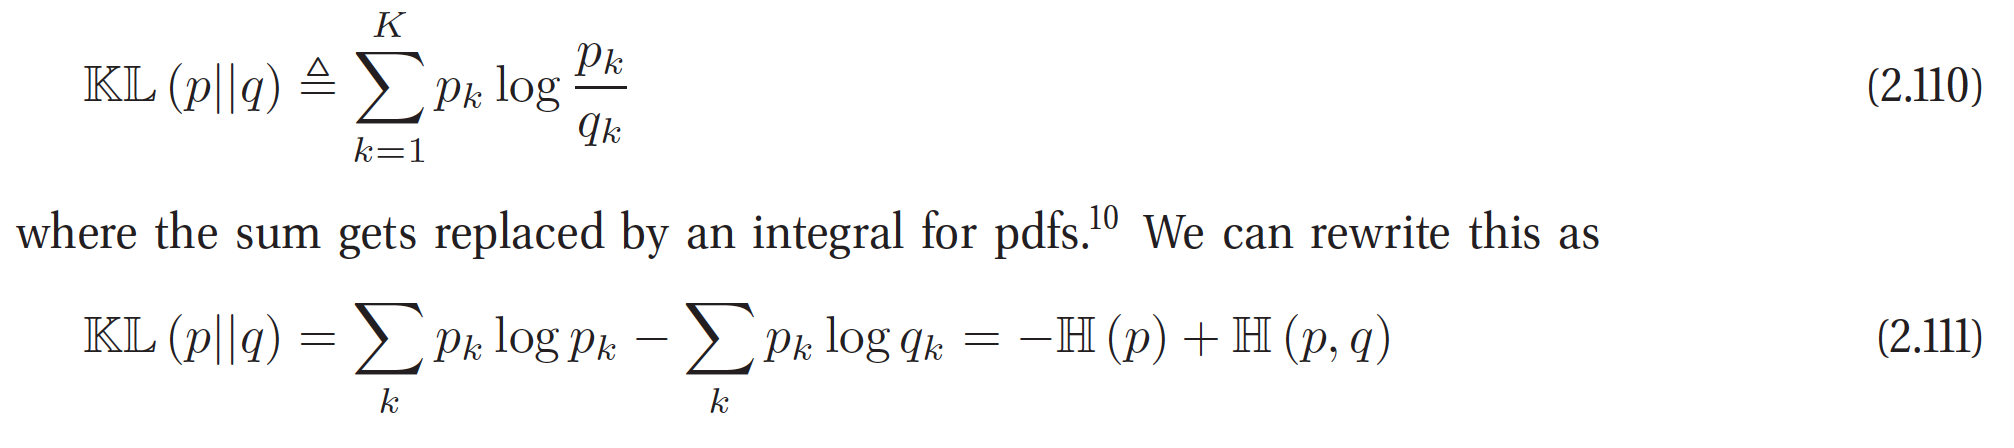 $\mathbb{KL}(p||q) \triangleq \sum_{k=1}^{K} p_k \log \frac{p_k}{q_k}$ (2.110)
where the sum gets replaced by an integral for pdfs.$^{10}$ We can rewrite this as
$\mathbb{KL}(p||q) = \sum_{k} p_k \log p_k - \sum_{k} p_k \log q_k = -\mathbb{H}(p) + \mathbb{H}(p, q)$ (2.111)